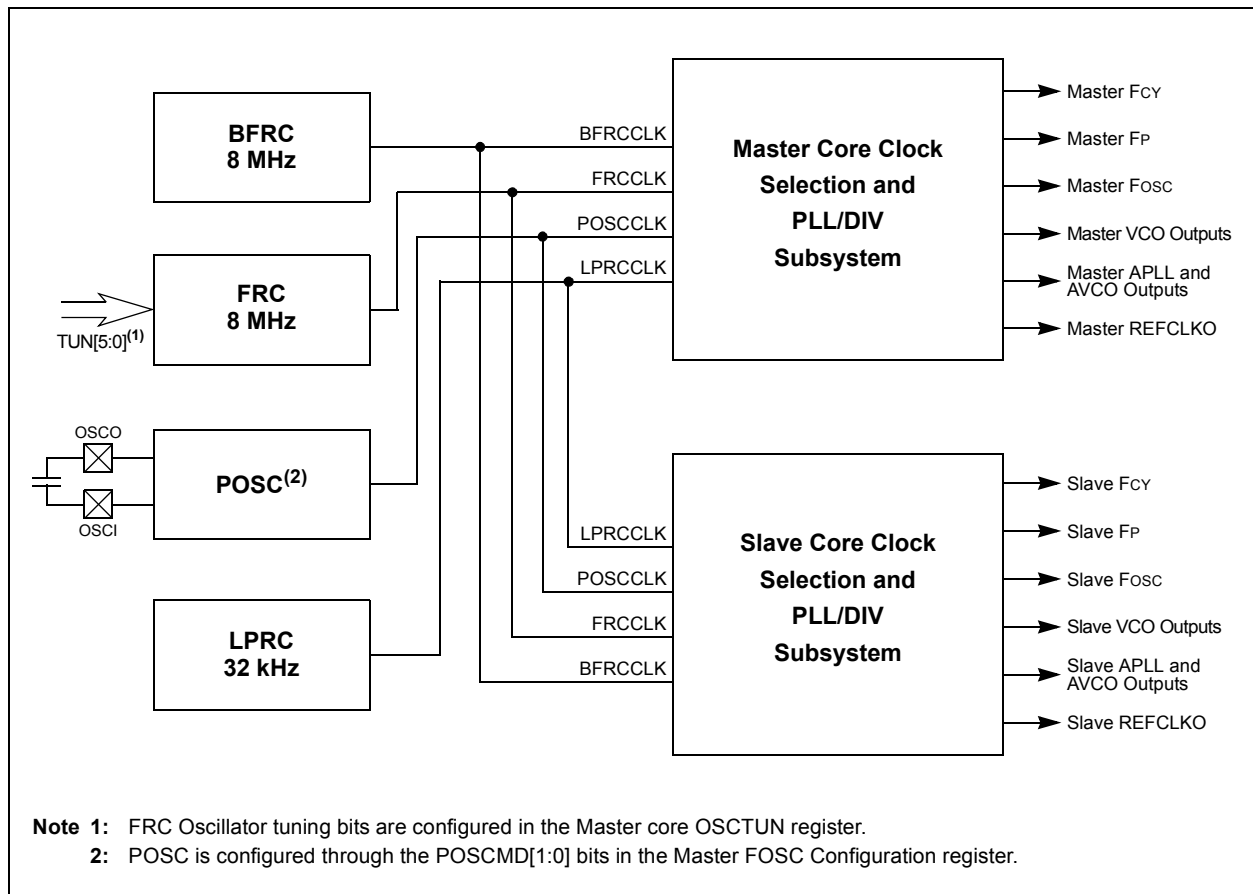 BFRC
8 MHz
FRC
8 MHz
TUN[5:0](1)
OSCO
OSCI
POSC(2)
LPRC
32 kHz
BFRCCLK
FRCCLK
POSCCLK
LPRCCLK
Master Core Clock
Selection and
PLL/DIV
Subsystem
Master FCY
Master FP
Master FOSC
Master VCO Outputs
Master APLL and
AVCO Outputs
Master REFCLKO
LPRCCLK
POSCCLK
FRCCLK
BFRCCLK
Slave Core Clock
Selection and
PLL/DIV
Subsystem
Slave FCY
Slave FP
Slave FOSC
Slave VCO Outputs
Slave APLL and
AVCO Outputs
Slave REFCLKO
Note 1: FRC Oscillator tuning bits are configured in the Master core OSCTUN register.
2: POSC is configured through the POSCMD[1:0] bits in the Master FOSC Configuration register.